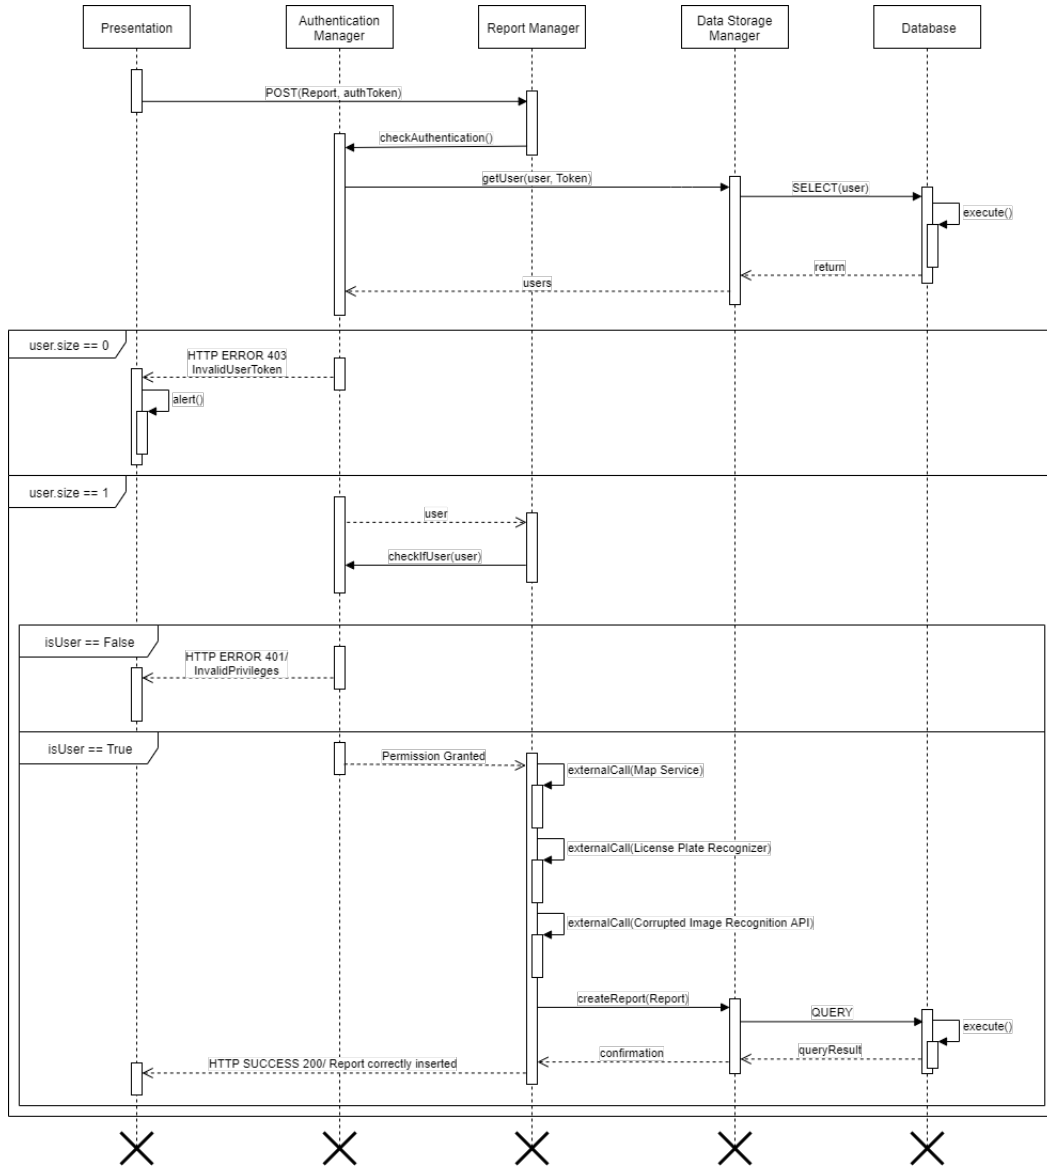 Presentation
Authentication
Manager
Report Manager
Data Storage
Manager
Database
POST(Report, authToken)
checkAuthentication()
getUser(user, Token)
SELECT(user)
execute()
return
users
user.size == 0
HTTP ERROR 403
InvalidUserToken
alert()
user.size == 1
user
checkIfUser(user)
isUser == False
HTTP ERROR 401/
InvalidPrivileges
isUser == True
Permission Granted
externalCall(Map Service)
externalCall(License Plate Recognizer)
externalCall(Corrupted Image Recognition API)
createReport(Report)
QUERY
execute()
queryResult
confirmation
HTTP SUCCESS 200/ Report correctly inserted